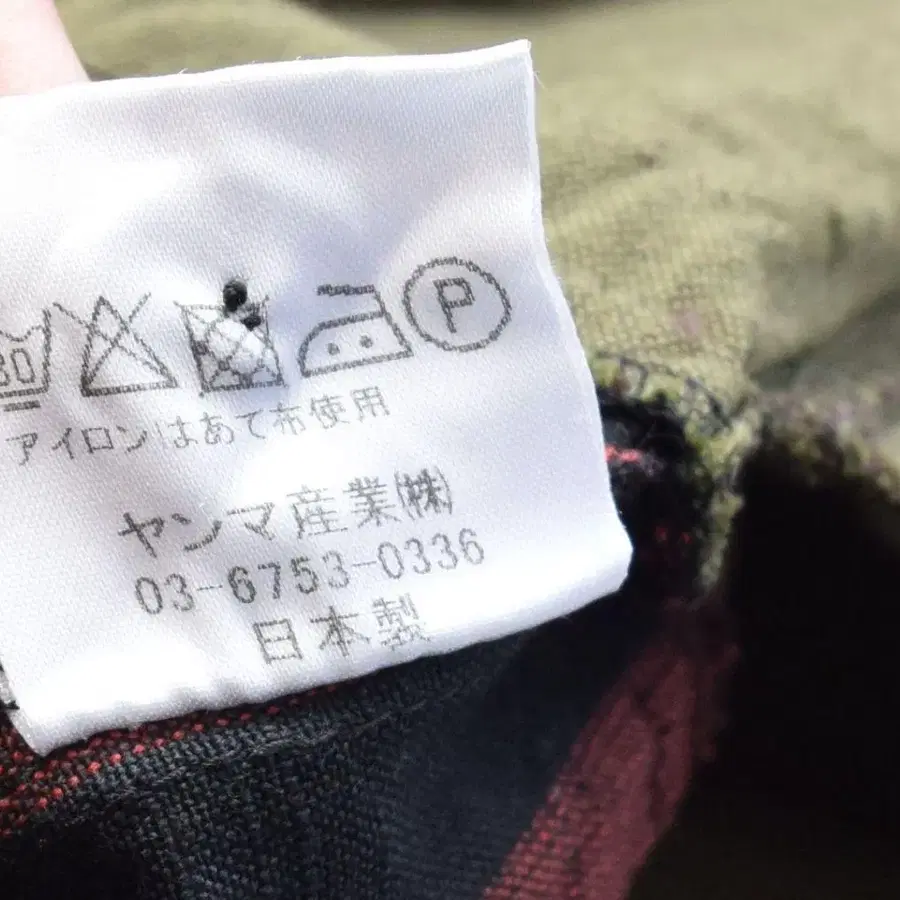 30 P
アイロンはあて布使用
ヤンマ産業㈱
03-6753-0336
日本製